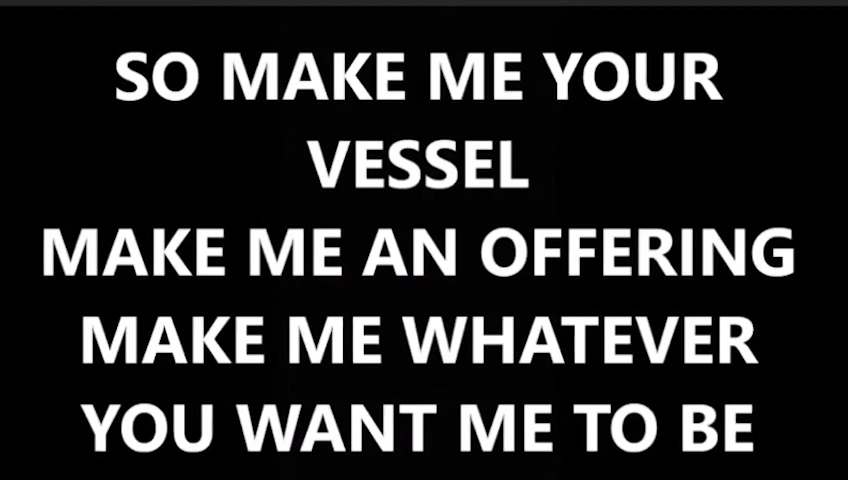 SO MAKE ME YOUR
VESSEL
MAKE ME AN OFFERING
MAKE ME WHATEVER
YOU WANT ME TO BE